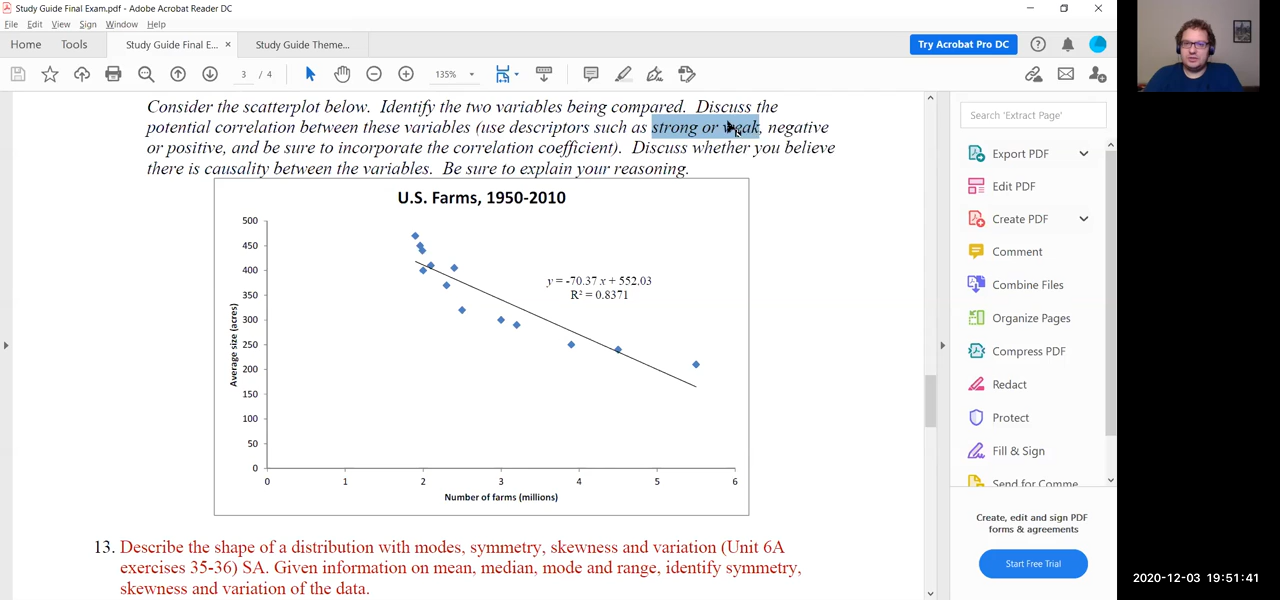 Study Guide Final Exam.pdf - Adobe Acrobat Reader DC
File Edit View Sign Window Help
Home Tools Study Guide Final E... × Study Guide Theme... Try Acrobat Pro DC
3 / 4 135%
Consider the scatterplot below. Identify the two variables being compared. Discuss the
potential correlation between these variables (use descriptors such as strong or weak, negative
or positive, and be sure to incorporate the correlation coefficient). Discuss whether you believe
there is causality between the variables. Be sure to explain your reasoning.
U.S. Farms, 1950-2010
500
450
400
350
300
250
200
150
100
50
0
Average size (acres)
y = -70.37 x + 552.03
R² = 0.8371
0 1 2 3 4 5 6
Number of farms (millions)
13. Describe the shape of a distribution with modes, symmetry, skewness and variation (Unit 6A
exercises 35-36) SA. Given information on mean, median, mode and range, identify symmetry,
skewness and variation of the data.
Search 'Extract Page'
Export PDF
Edit PDF
Create PDF
Comment
Combine Files
Organize Pages
Compress PDF
Redact
Protect
Fill & Sign
Send for Comme
Create, edit and sign PDF
forms & agreements
Start Free Trial
2020-12-03 19:51:41